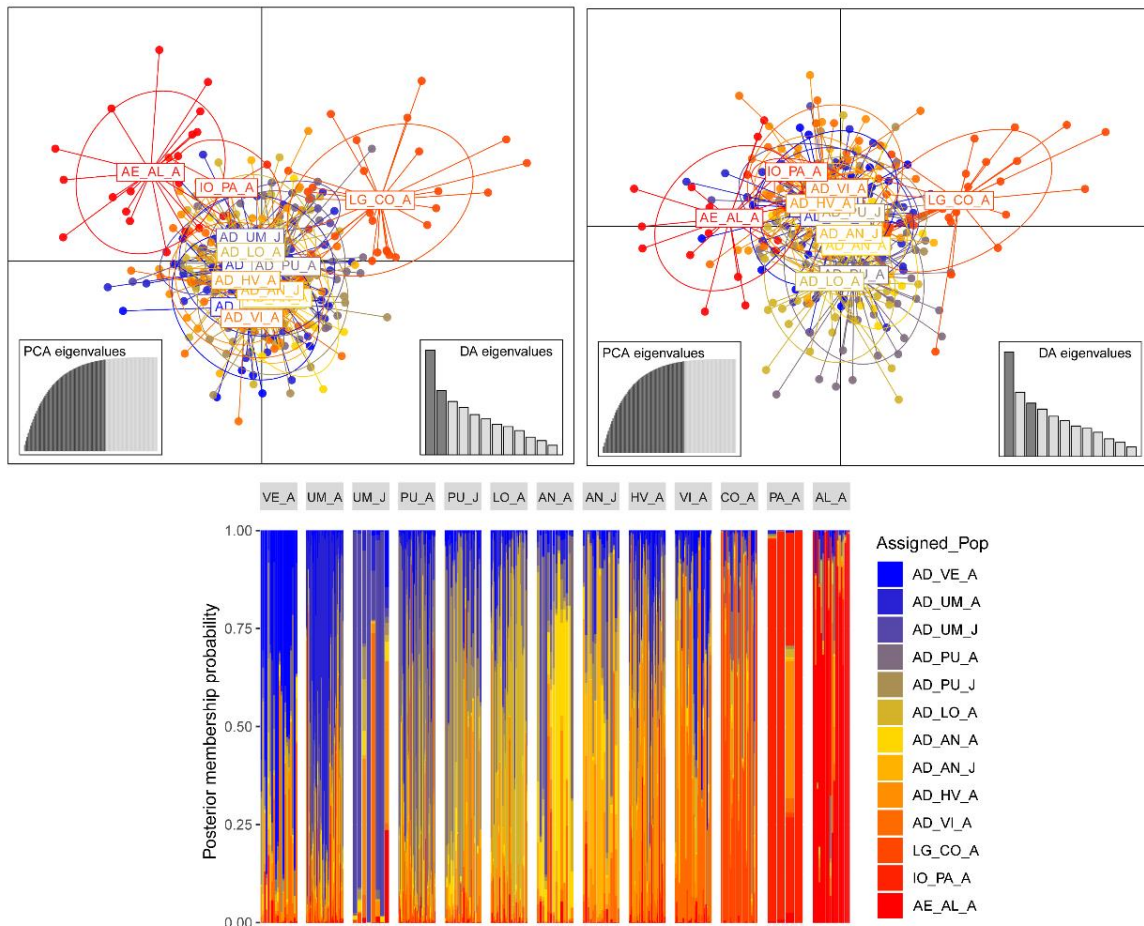 AE_AL_A
IO_PA_A
LG_CO_A
AD_UM_J
AD_LO_A
AD_PU_A
AD_HV_A
AD_AN_J
AD_VI_A
PCA eigenvalues
DA eigenvalues
IO_PA_A
AD_VI_A
LG_CO_A
AD_HV_A
PU_J
AE_AL_A
AD_AN_J
AD_AN_A
AD_PU_A
AD_LO_A
PCA eigenvalues
DA eigenvalues
VE_A UM_A UM_J PU_A PU_J LO_A AN_A AN_J HV_A VI_A CO_A PA_A AL_A
Posterior membership probability
1.00
0.75
0.50
0.25
0.00
Assigned_Pop
AD_VE_A
AD_UM_A
AD_UM_J
AD_PU_A
AD_PU_J
AD_LO_A
AD_AN_A
AD_AN_J
AD_HV_A
AD_VI_A
LG_CO_A
IO_PA_A
AE_AL_A